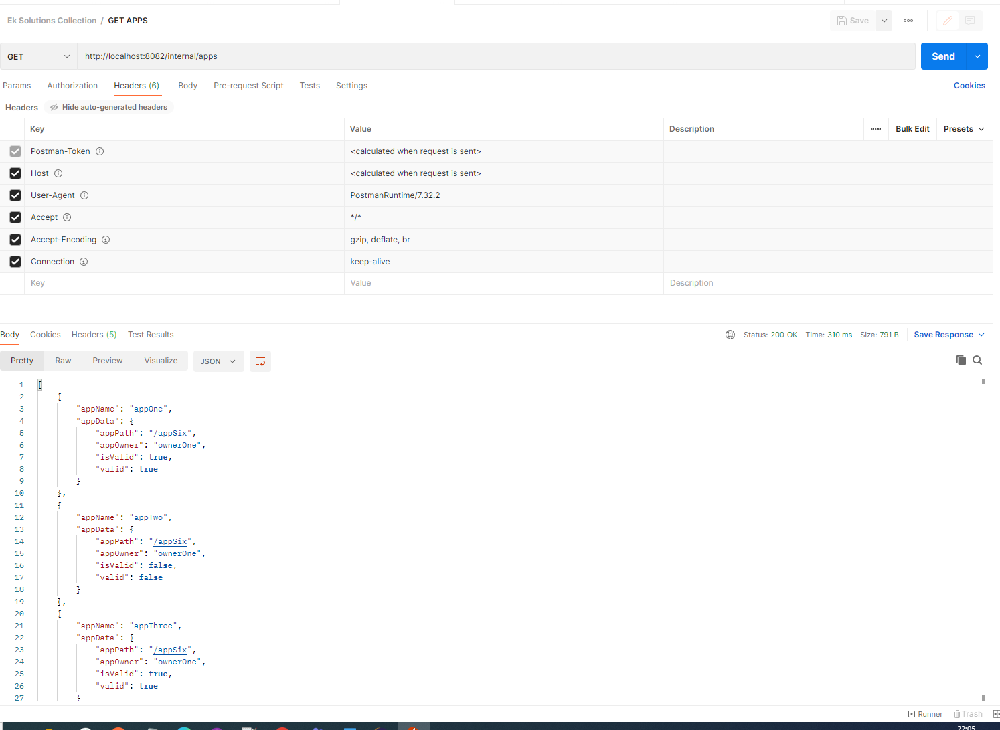 Ek Solutions Collection / GET APPS
Save
GET
http://localhost:8082/internal/apps
Send
Params Authorization Headers (6) Body Pre-request Script Tests Settings Cookies
Headers Hide auto-generated headers
Key Value Description Bulk Edit Presets
Postman-Token <calculated when request is sent>
Host <calculated when request is sent>
User-Agent PostmanRuntime/7.32.2
Accept */*
Accept-Encoding gzip, deflate, br
Connection keep-alive
Key Value Description
Body Cookies Headers (5) Test Results Status: 200 OK Time: 310 ms Size: 791 B Save Response
Pretty Raw Preview Visualize JSON
1 [
2 {
3 "appName": "appOne",
4 "appData": {
5 "appPath": "/appSix",
6 "appOwner": "ownerOne",
7 "isValid": true,
8 "valid": true
9 }
10 },
11 {
12 "appName": "appTwo",
13 "appData": {
14 "appPath": "/appSix",
15 "appOwner": "ownerOne",
16 "isValid": false,
17 "valid": false
18 }
19 },
20 {
21 "appName": "appThree",
22 "appData": {
23 "appPath": "/appSix",
24 "appOwner": "ownerOne",
25 "isValid": true,
26 "valid": true
27 }
Runner Trash
22:05